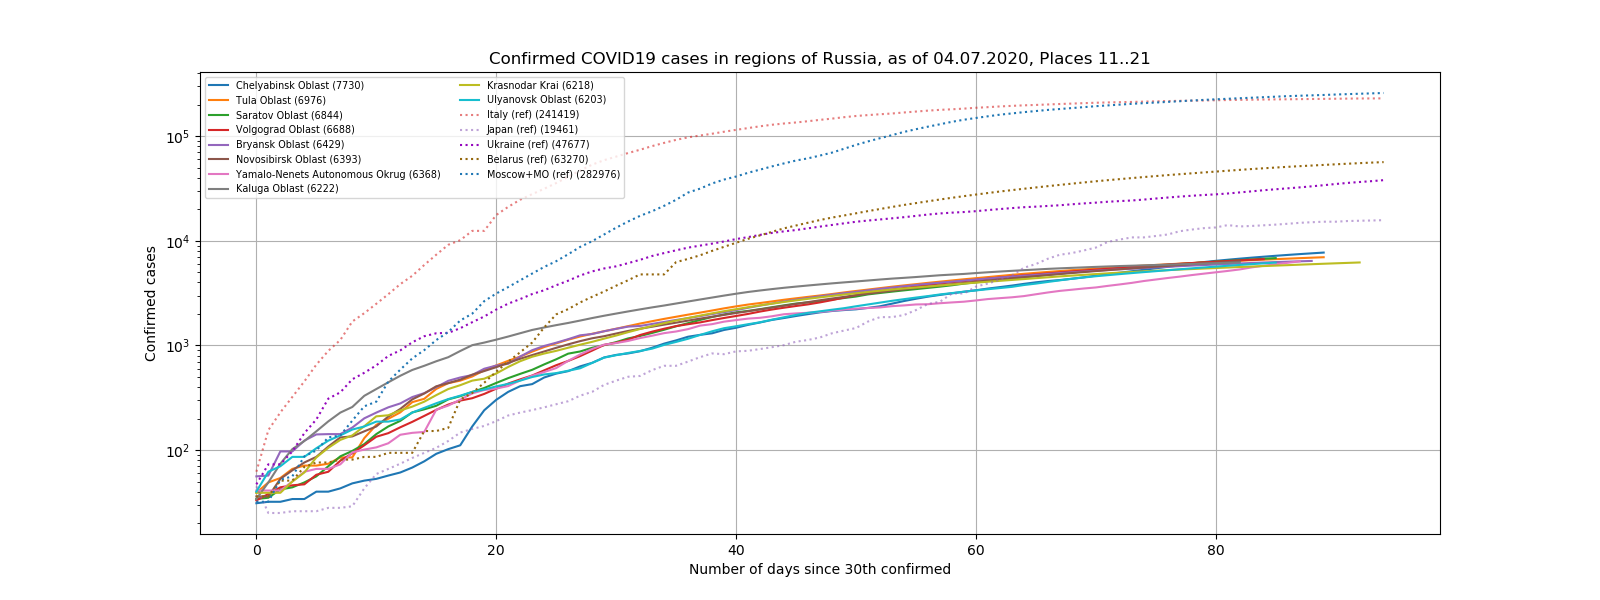 Confirmed COVID19 cases in regions of Russia, as of 04.07.2020, Places 11..21
Chelyabinsk Oblast (7730)
Tula Oblast (6976)
Saratov Oblast (6844)
Volgograd Oblast (6688)
Bryansk Oblast (6429)
Novosibirsk Oblast (6393)
Yamalo-Nenets Autonomous Okrug (6368)
Kaluga Oblast (6222)
Krasnodar Krai (6218)
Ulyanovsk Oblast (6203)
Italy (ref) (241419)
Japan (ref) (19461)
Ukraine (ref) (47677)
Belarus (ref) (63270)
Moscow+MO (ref) (282976)
Confirmed cases
10^5
10^4
10^3
10^2
0 20 40 60 80
Number of days since 30th confirmed